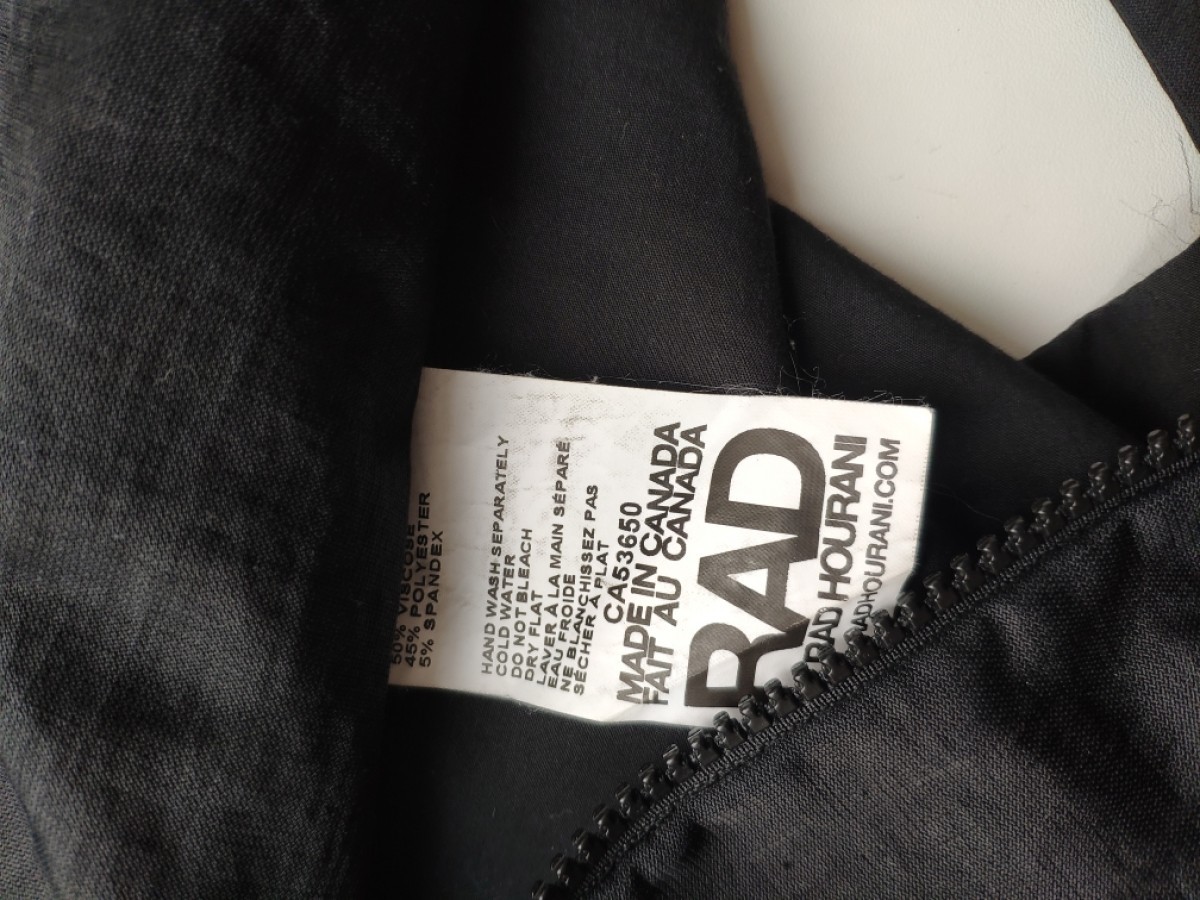 50% VISCOSE
45% POLYESTER
5% SPANDEX
HAND WASH SEPARATELY
COLD WATER
DO NOT BLEACH
DRY FLAT
LAVER À LA MAIN SÉPARÉ
EAU FROIDE
NE BLANCHISSEZ PAS
SÉCHER À PLAT
CA53650
MADE IN CANADA
FAIT AU CANADA
RAD
RAD HOURANI
RADHOURANI.COM